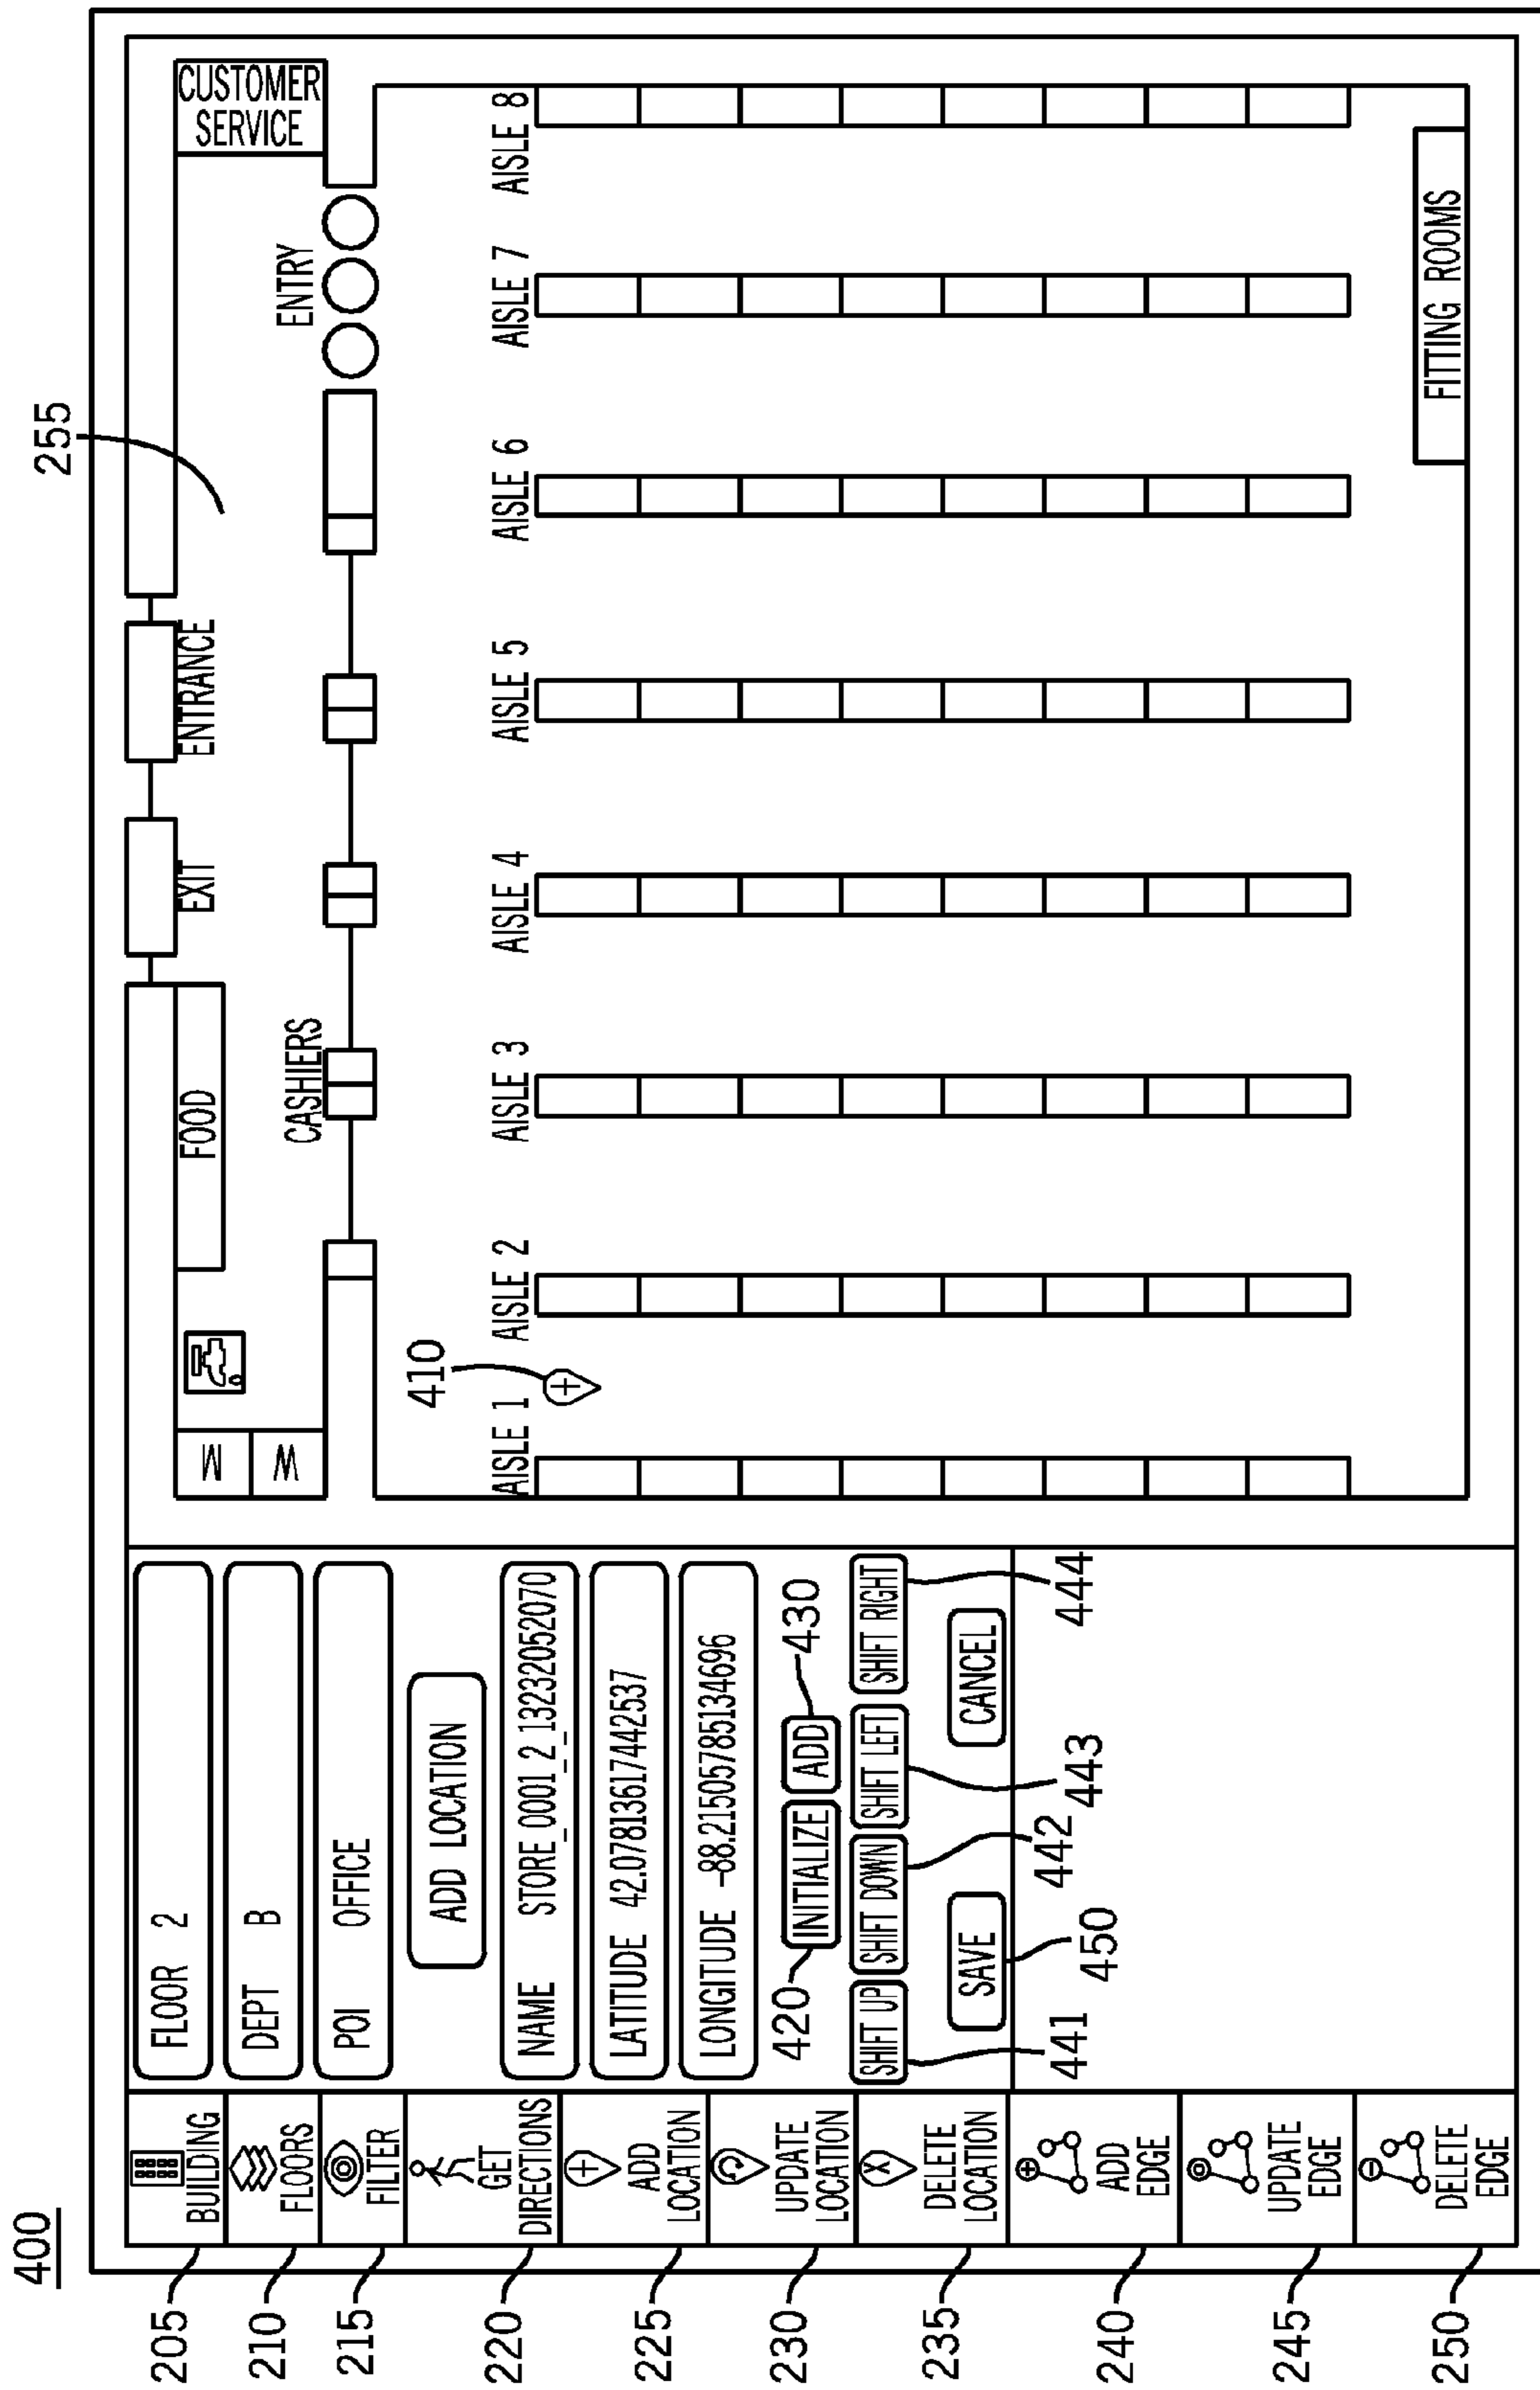 400
205
BUILDING
210
FLOORS
215
FILTER
220
GET
DIRECTIONS
225
ADD
LOCATION
230
UPDATE
LOCATION
235
DELETE
LOCATION
240
ADD
EDGE
245
UPDATE
EDGE
250
DELETE
EDGE
FLOOR 2
DEPT B
POI OFFICE
ADD LOCATION
NAME STORE_0001_2_13232052070
LATITUDE 42.07813617442537
LONGITUDE -88.21505785134696
420
INITIALIZE
ADD
430
SHIFT UP
SHIFT DOWN
SHIFT LEFT
SHIFT RIGHT
441
442
443
444
SAVE
CANCEL
450
255
M
W
FOOD
EXIT
ENTRANCE
CUSTOMER
SERVICE
CASHIERS
ENTRY
410
AISLE 1
AISLE 2
AISLE 3
AISLE 4
AISLE 5
AISLE 6
AISLE 7
AISLE 8
FITTING ROOMS